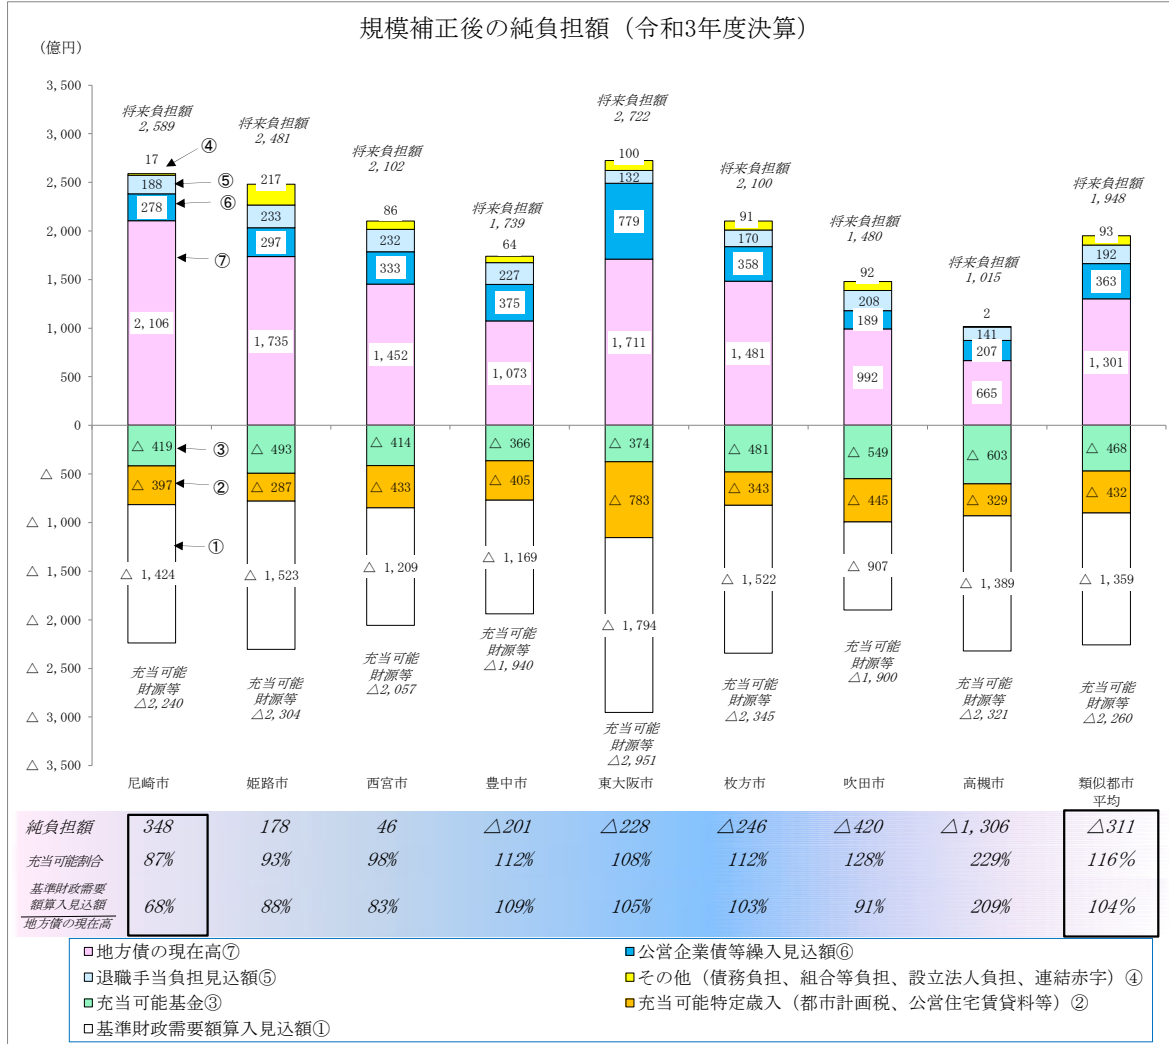 規模補正後の純負担額（令和3年度決算）
（億円）
3,500
3,000
2,500
2,000
1,500
1,000
500
0
△ 500
△ 1,000
△ 1,500
△ 2,000
△ 2,500
△ 3,000
△ 3,500
将来負担額
2,589
17
188
278
2,106
④
⑤
⑥
⑦
△ 419
△ 397
△ 1,424
③
②
①
充当可能
財源等
△2,240
将来負担額
2,481
217
233
297
1,735
△ 493
△ 287
△ 1,523
充当可能
財源等
△2,304
将来負担額
2,102
86
232
333
1,452
△ 414
△ 433
△ 1,209
充当可能
財源等
△2,057
将来負担額
1,739
64
227
375
1,073
△ 366
△ 405
△ 1,169
充当可能
財源等
△1,940
将来負担額
2,722
100
132
779
1,711
△ 374
△ 783
△ 1,794
充当可能
財源等
△2,951
将来負担額
2,100
91
170
358
1,481
△ 481
△ 343
△ 1,522
充当可能
財源等
△2,345
将来負担額
1,480
92
208
189
992
△ 549
△ 445
△ 907
充当可能
財源等
△1,900
将来負担額
1,015
2
141
207
665
△ 603
△ 329
△ 1,389
充当可能
財源等
△2,321
将来負担額
1,948
93
192
363
1,301
△ 468
△ 432
△ 1,359
充当可能
財源等
△2,260
尼崎市 姫路市 西宮市 豊中市 東大阪市 枚方市 吹田市 高槻市 類似都市
平均
純負担額 348 178 46 △201 △228 △246 △420 △1,306 △311
充当可能割合 87% 93% 98% 112% 108% 112% 128% 229% 116%
基準財政需要
額算入見込額 68% 88% 83% 109% 105% 103% 91% 209% 104%
地方債の現在高
地方債の現在高⑦ 公営企業債等繰入見込額⑥
退職手当負担見込額⑤ その他（債務負担、組合等負担、設立法人負担、連結赤字）④
充当可能基金③ 充当可能特定歳入（都市計画税、公営住宅賃貸料等）②
基準財政需要額算入見込額①